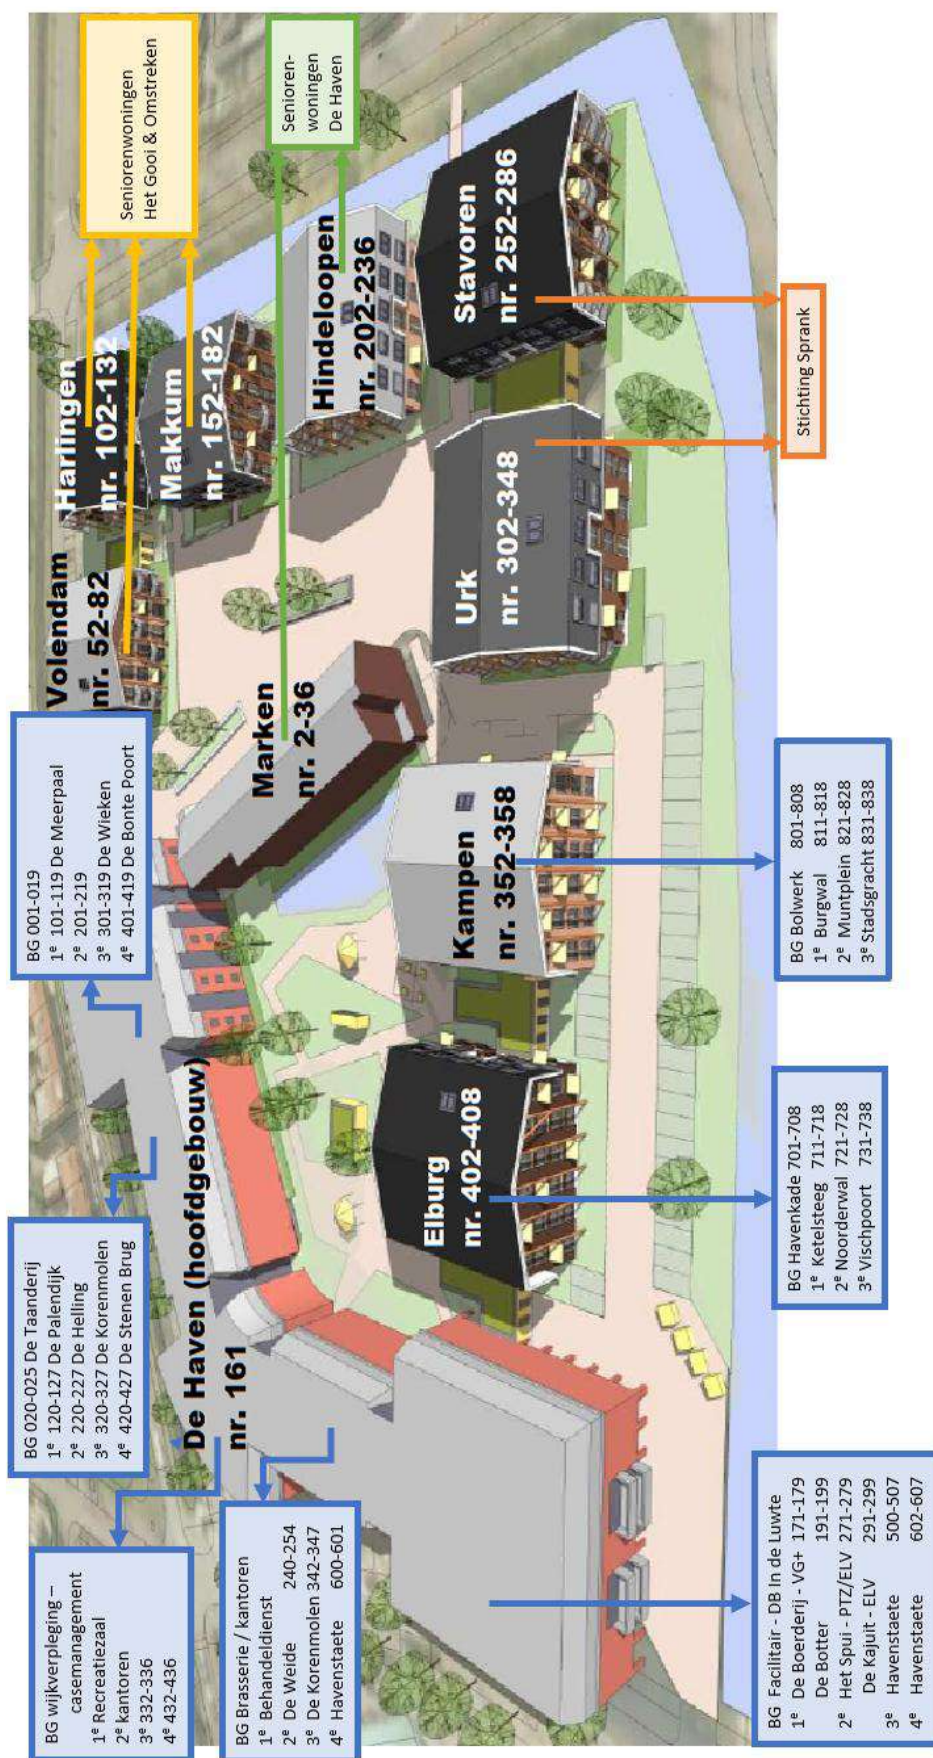 BG wijkverpleging –
casemanagement
1e Recreatiezaal
2e kantoren
3e 332-336
4e 432-436
BG 020-025 De Taanderij
1e 120-127 De Palendijk
2e 220-227 De Helling
3e 320-327 De Korenmolen
4e 420-427 De Stenen Brug
BG 001-019
1e 101-119 De Meerpaal
2e 201-219
3e 301-319 De Wieken
4e 401-419 De Bonte Poort
Volendam
nr. 52-82
Harlingen
nr. 102-132
Makkum
nr. 152-182
Seniorenwoningen
Het Gooi & Omstreken
De Haven (hoofdgebouw)
nr. 161
Marken
nr. 2-36
Hindeloopen
nr. 202-236
Senioren-
woningen
De Haven
BG Brasserie / kantoren
1e Behandeldienst
2e De Weide 240-254
3e De Korenmolen 342-347
4e Havenstaete 600-601
Elburg
nr. 402-408
Kampen
nr. 352-358
Urk
nr. 302-348
Stavoren
nr. 252-286
BG Facilitair - DB In de Luwte
1e De Boerderij - VG+ 171-179
De Botter 191-199
2e Het Spui - PTZ/ELV 271-279
De Kajuit - ELV 291-299
3e Havenstaete 500-507
4e Havenstaete 602-607
BG Havenkade 701-708
1e Ketelsteeg 711-718
2e Noorderwal 721-728
3e Vischpoort 731-738
BG Bolwerk 801-808
1e Burgwal 811-818
2e Muntplein 821-828
3e Stadsgracht 831-838
Stichting Sprank